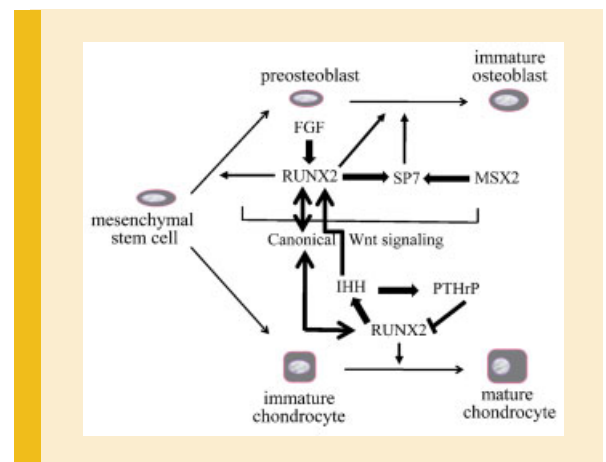 immature
osteoblast
preosteoblast
FGF
RUNX2
SP7
MSX2
mesenchymal
stem cell
Canonical Wnt signaling
IHH
PTHrP
RUNX2
immature
chondrocyte
mature
chondrocyte